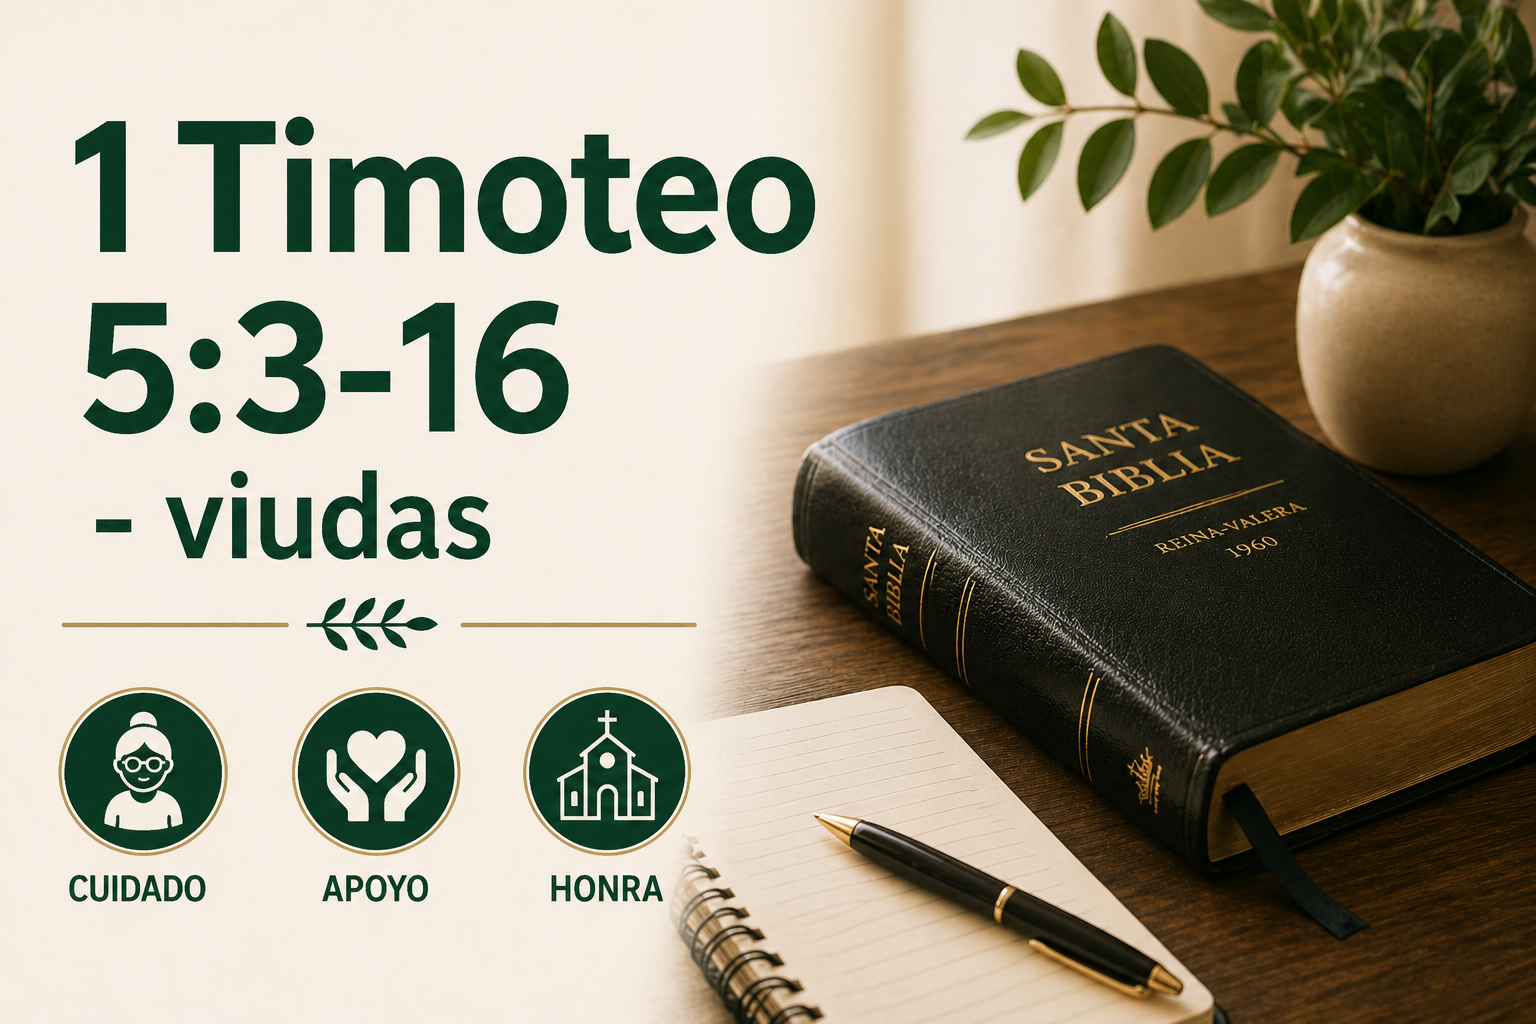 1 Timoteo
5:3-16
- viudas
CUIDADO
APOYO
HONRA
SANTA
BIBLIA
REINA-VALERA
1960
SANTA
BIBLIA